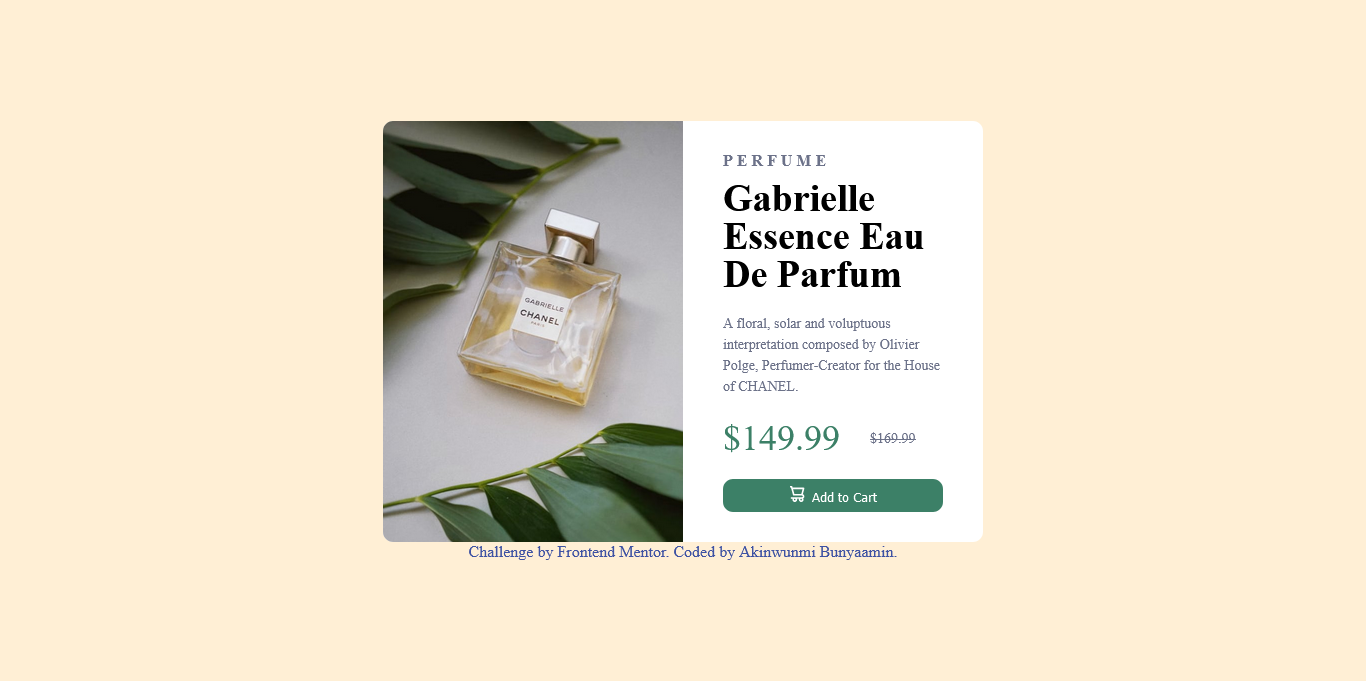 GABRIELLE
CHANEL
PARIS
PERFUME
Gabrielle
Essence Eau
De Parfum
A floral, solar and voluptuous
interpretation composed by Olivier
Polge, Perfumer-Creator for the House
of CHANEL.
$149.99 $169.99
Add to Cart
Challenge by Frontend Mentor. Coded by Akinwunmi Bunyaamin.